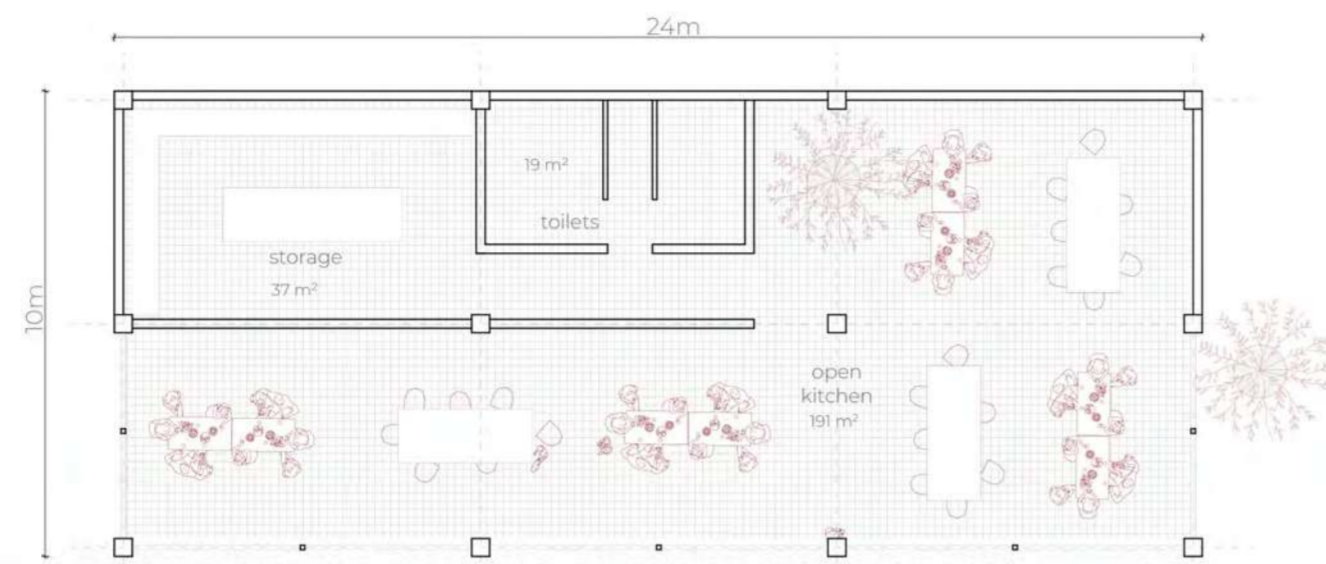 24m
10m
19 m²
toilets
storage
37 m²
open
kitchen
191 m²